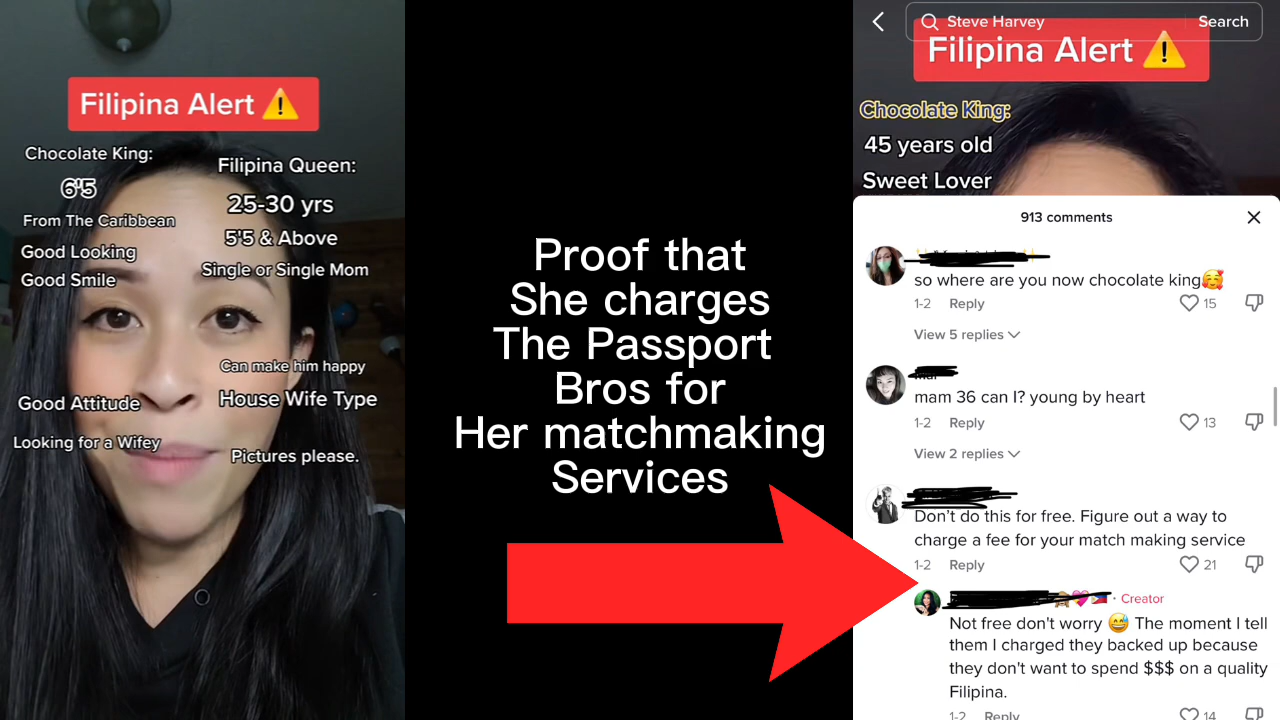 Filipina Alert ⚠️
Chocolate King:
6'5
From The Caribbean
Good Looking
Good Smile
Good Attitude
Looking for a Wifey
Filipina Queen:
25-30 yrs
5'5 & Above
Single or Single Mom
Can make him happy
House Wife Type
Pictures please.
Proof that
She charges
The Passport
Bros for
Her matchmaking
Services
Steve Harvey
Search
Filipina Alert ⚠️
Chocolate King:
45 years old
Sweet Lover
913 comments
so where are you now chocolate king🥰
1-2 Reply
15
View 5 replies
mam 36 can I? young by heart
1-2 Reply
13
View 2 replies
Don't do this for free. Figure out a way to
charge a fee for your match making service
1-2 Reply
21
· Creator
Not free don't worry 😅 The moment I tell
them I charged they backed up because
they don't want to spend $$$ on a quality
Filipina.
1-2 Reply
14